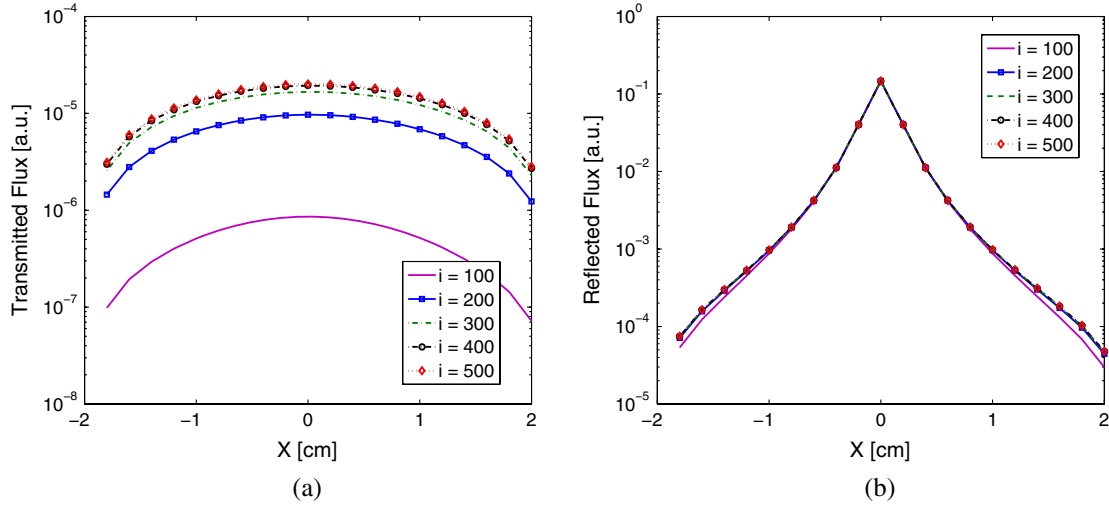 10^-4
10^-5
10^-6
10^-7
10^-8
Transmitted Flux [a.u.]
−2 −1 0 1 2
X [cm]
i = 100
i = 200
i = 300
i = 400
i = 500
(a)
10^0
10^-1
10^-2
10^-3
10^-4
10^-5
Reflected Flux [a.u.]
−2 −1 0 1 2
X [cm]
i = 100
i = 200
i = 300
i = 400
i = 500
(b)